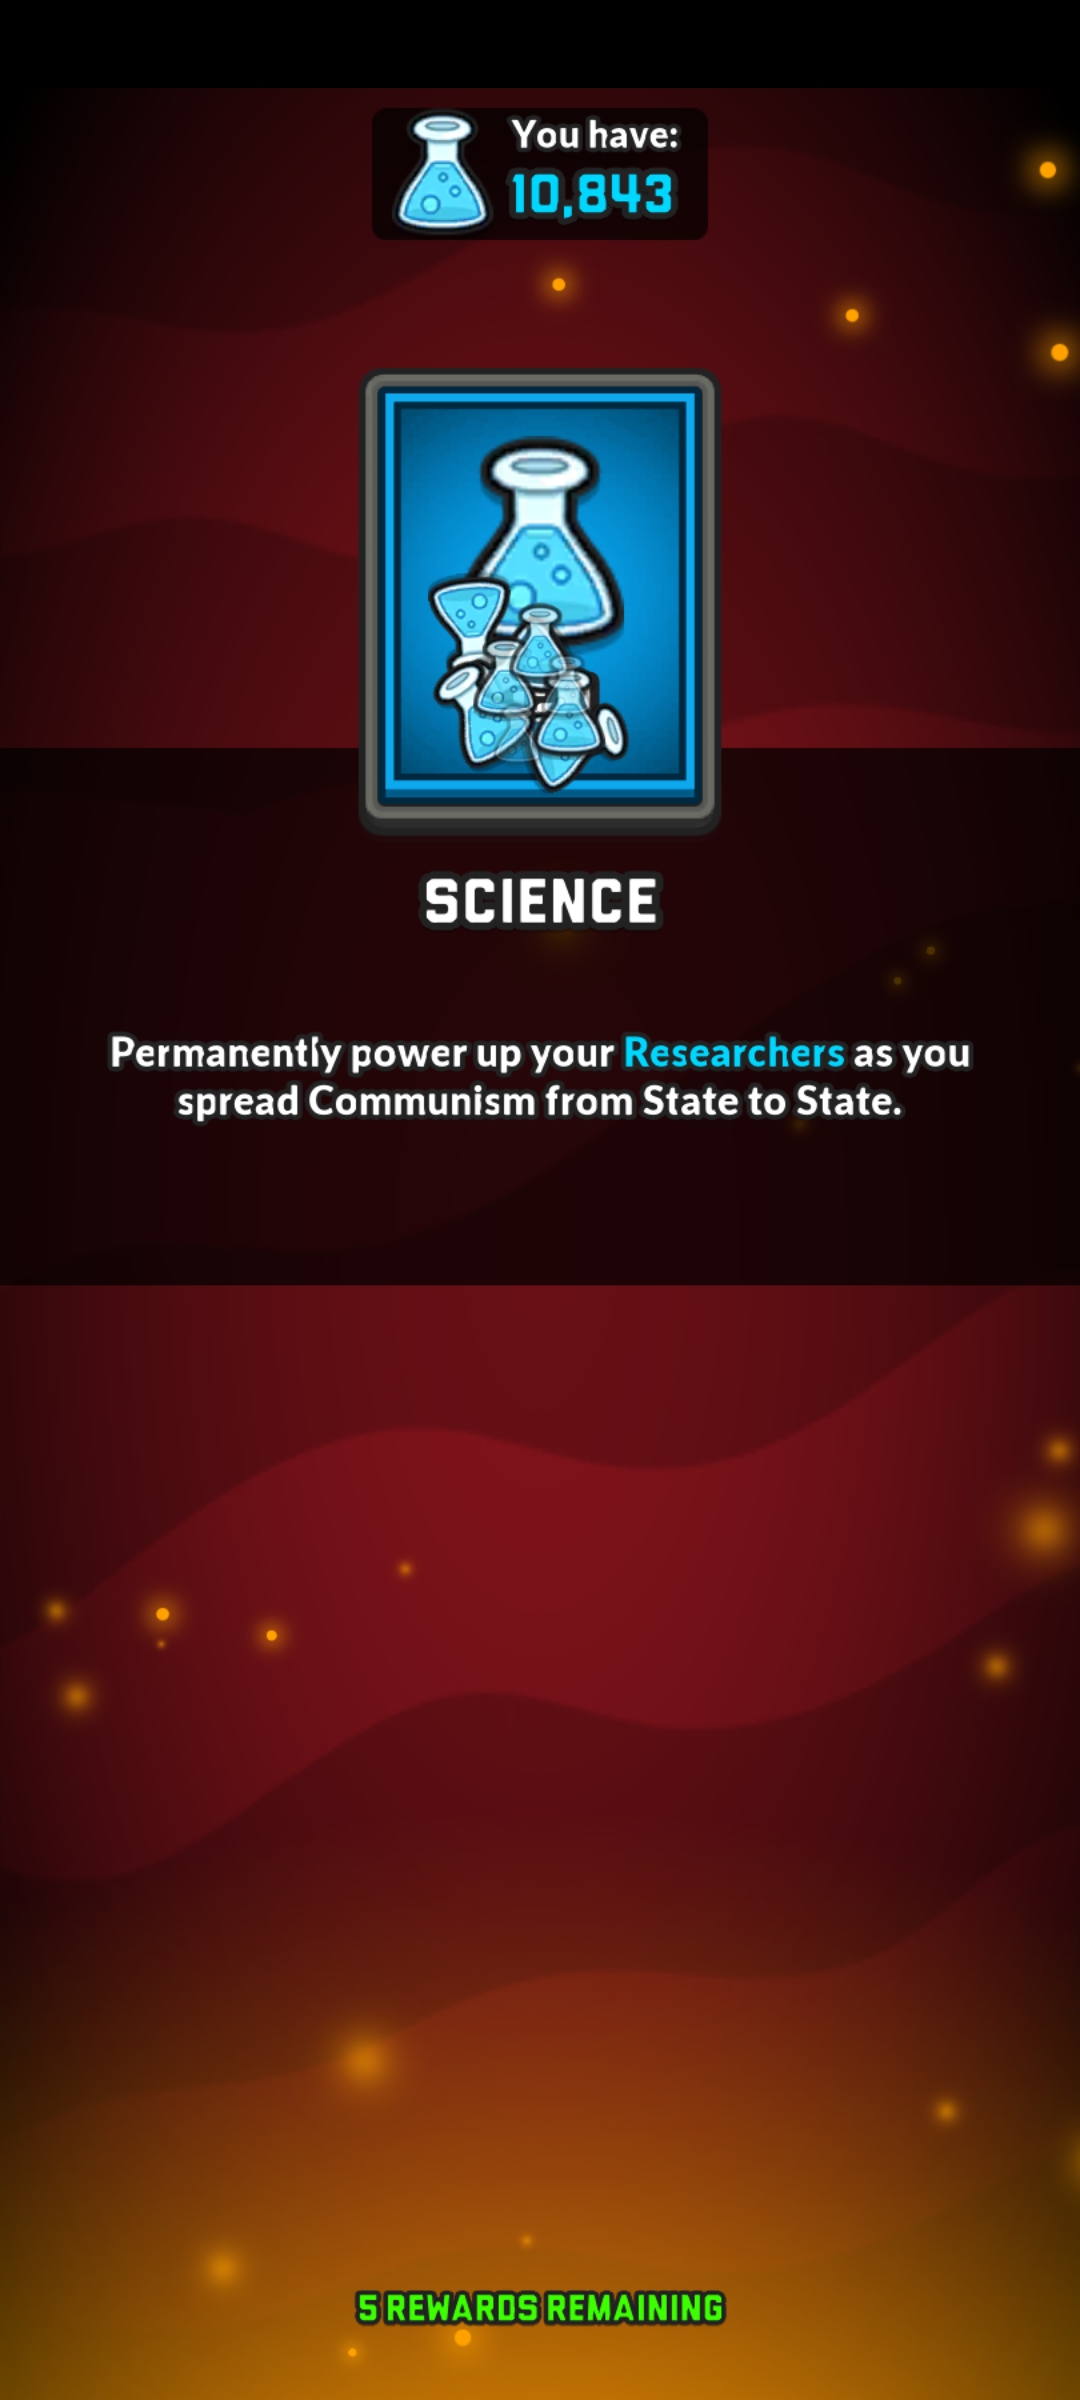 You have:
10,843
SCIENCE
Permanently power up your Researchers as you
spread Communism from State to State.
5 REWARDS REMAINING